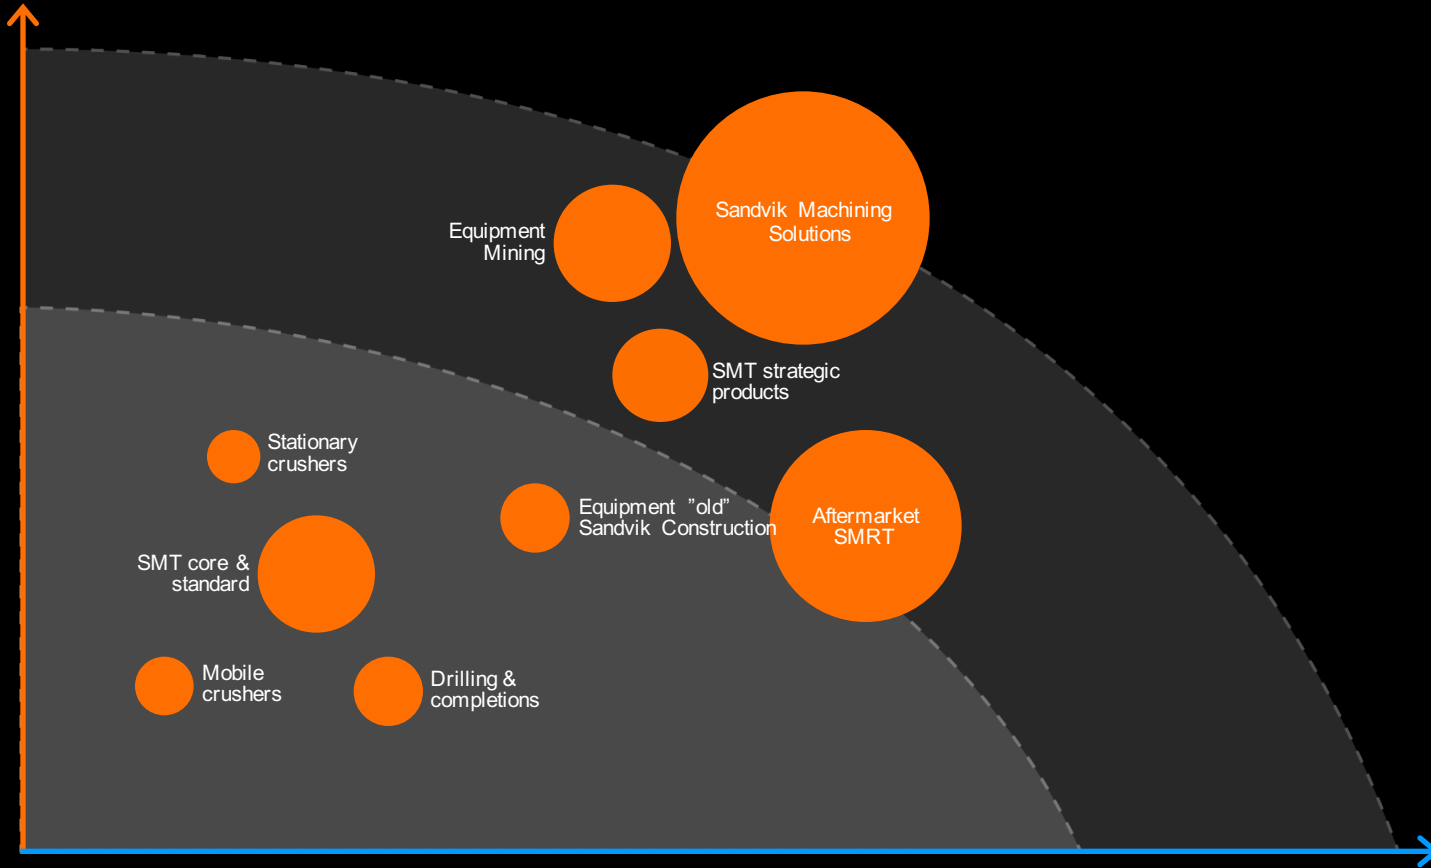 Sandvik Machining
Solutions
Equipment
Mining
SMT strategic
products
Stationary
crushers
Equipment ”old”
Sandvik Construction
Aftermarket
SMRT
SMT core &
standard
Mobile
crushers
Drilling &
completions